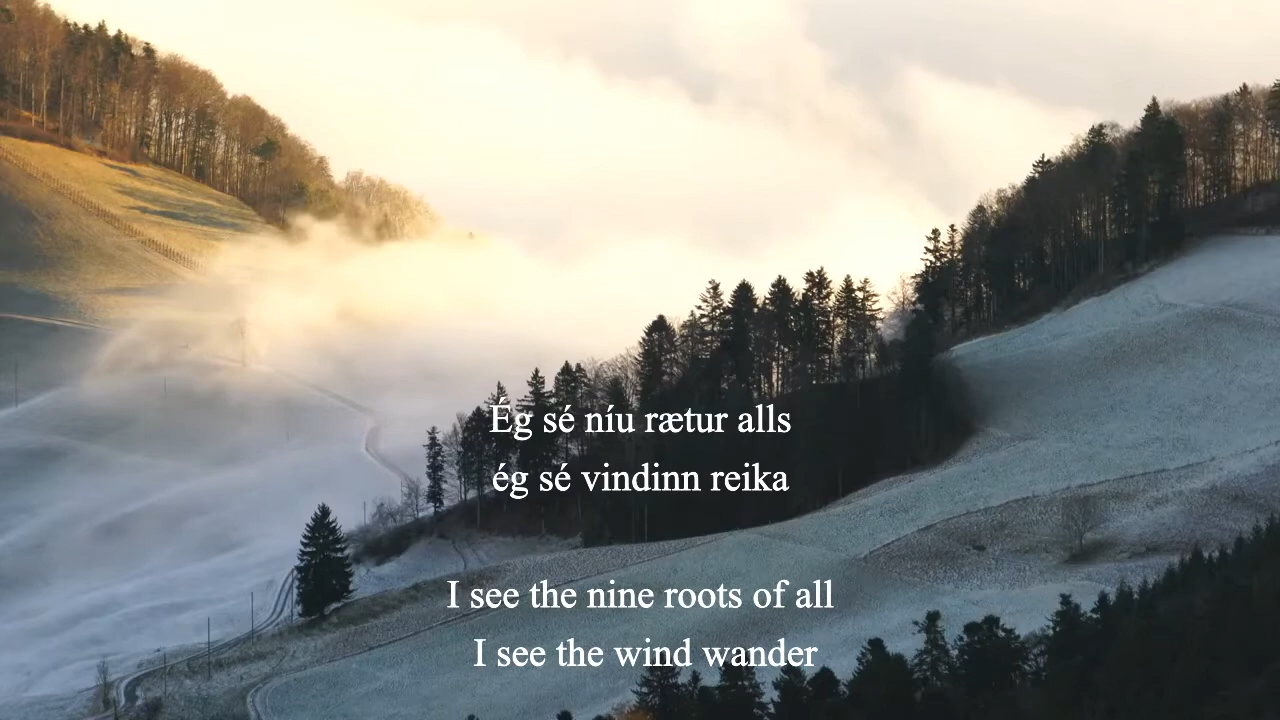 Ég sé níu rætur alls
ég sé vindinn reika
I see the nine roots of all
I see the wind wander